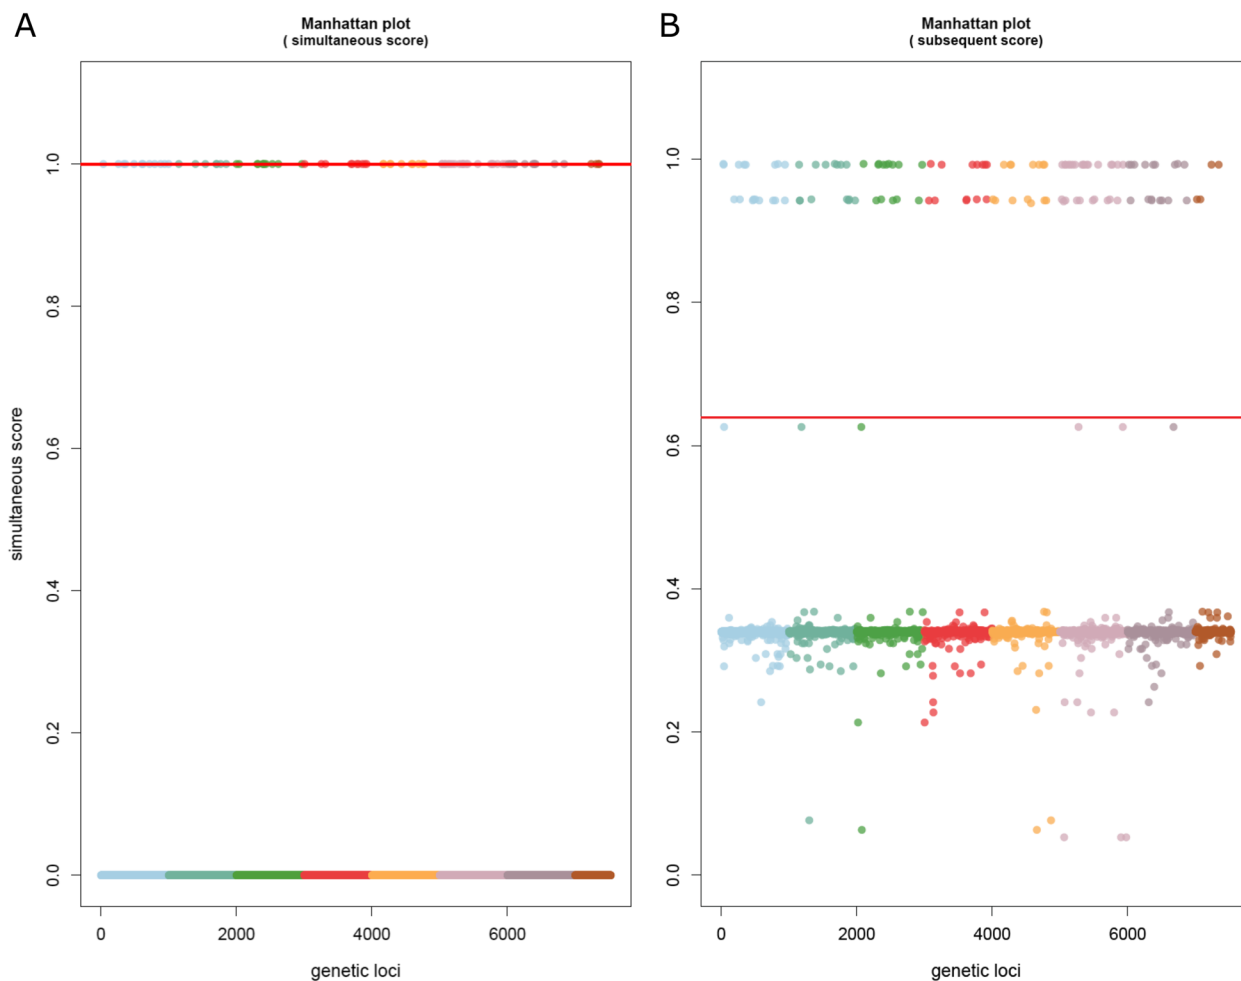 A
Manhattan plot
( simultaneous score)
simultaneous score
1.0
0.8
0.6
0.4
0.2
0.0
0 2000 4000 6000
genetic loci
B
Manhattan plot
( subsequent score)
1.0
0.8
0.6
0.4
0.2
0.0
0 2000 4000 6000
genetic loci